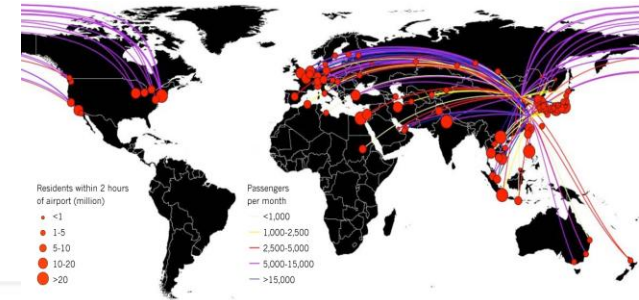 Residents within 2 hours
of airport (million)
<1
1-5
5-10
10-20
>20
Passengers
per month
<1,000
1,000-2,500
2,500-5,000
5,000-15,000
>15,000